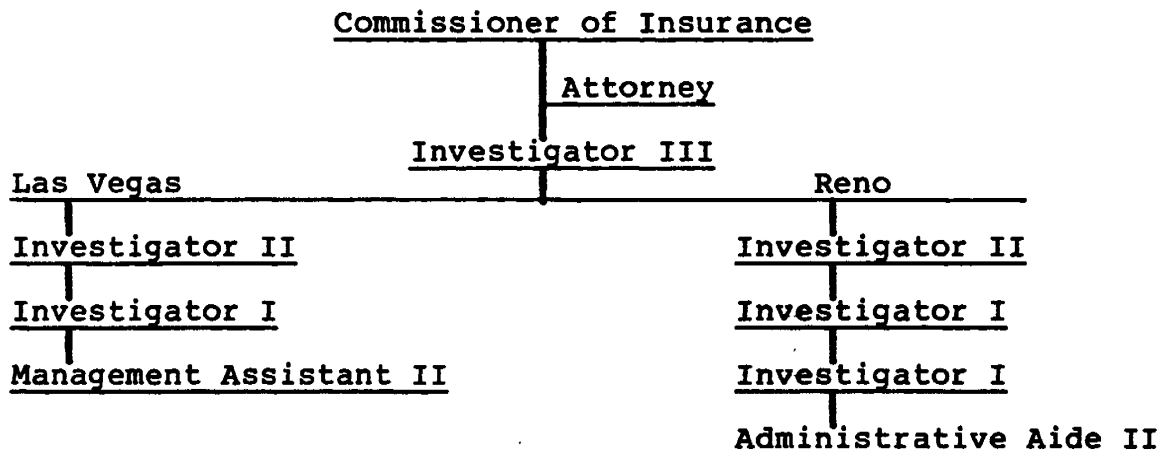 Commissioner of Insurance
Attorney
Investigator III
Las Vegas Reno
Investigator II Investigator II
Investigator I Investigator I
Management Assistant II Investigator I
Administrative Aide II